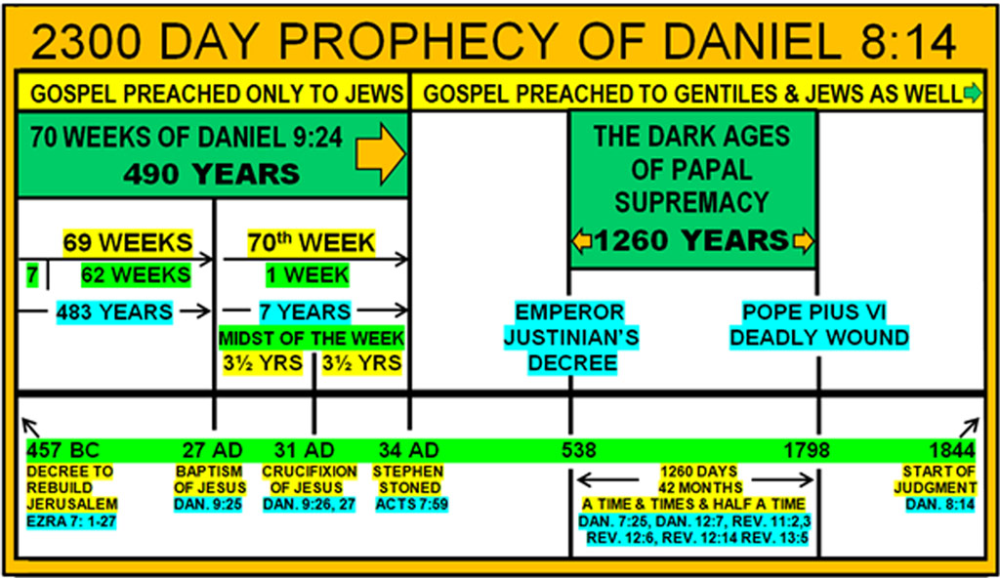 2300 DAY PROPHECY OF DANIEL 8:14
GOSPEL PREACHED ONLY TO JEWS
GOSPEL PREACHED TO GENTILES & JEWS AS WELL
70 WEEKS OF DANIEL 9:24
490 YEARS
THE DARK AGES
OF PAPAL
SUPREMACY
1260 YEARS
69 WEEKS
7
62 WEEKS
483 YEARS
70th WEEK
1 WEEK
7 YEARS
MIDST OF THE WEEK
3½ YRS
3½ YRS
EMPEROR
JUSTINIAN'S
DECREE
POPE PIUS VI
DEADLY WOUND
457 BC
DECREE TO
REBUILD
JERUSALEM
EZRA 7: 1-27
27 AD
BAPTISM
OF JESUS
DAN. 9:25
31 AD
CRUCIFIXION
OF JESUS
DAN. 9:26, 27
34 AD
STEPHEN
STONED
ACTS 7:59
538
1798
1260 DAYS
42 MONTHS
A TIME & TIMES & HALF A TIME
DAN. 7:25, DAN. 12:7, REV. 11:2,3
REV. 12:6, REV. 12:14 REV. 13:5
1844
START OF
JUDGMENT
DAN. 8:14